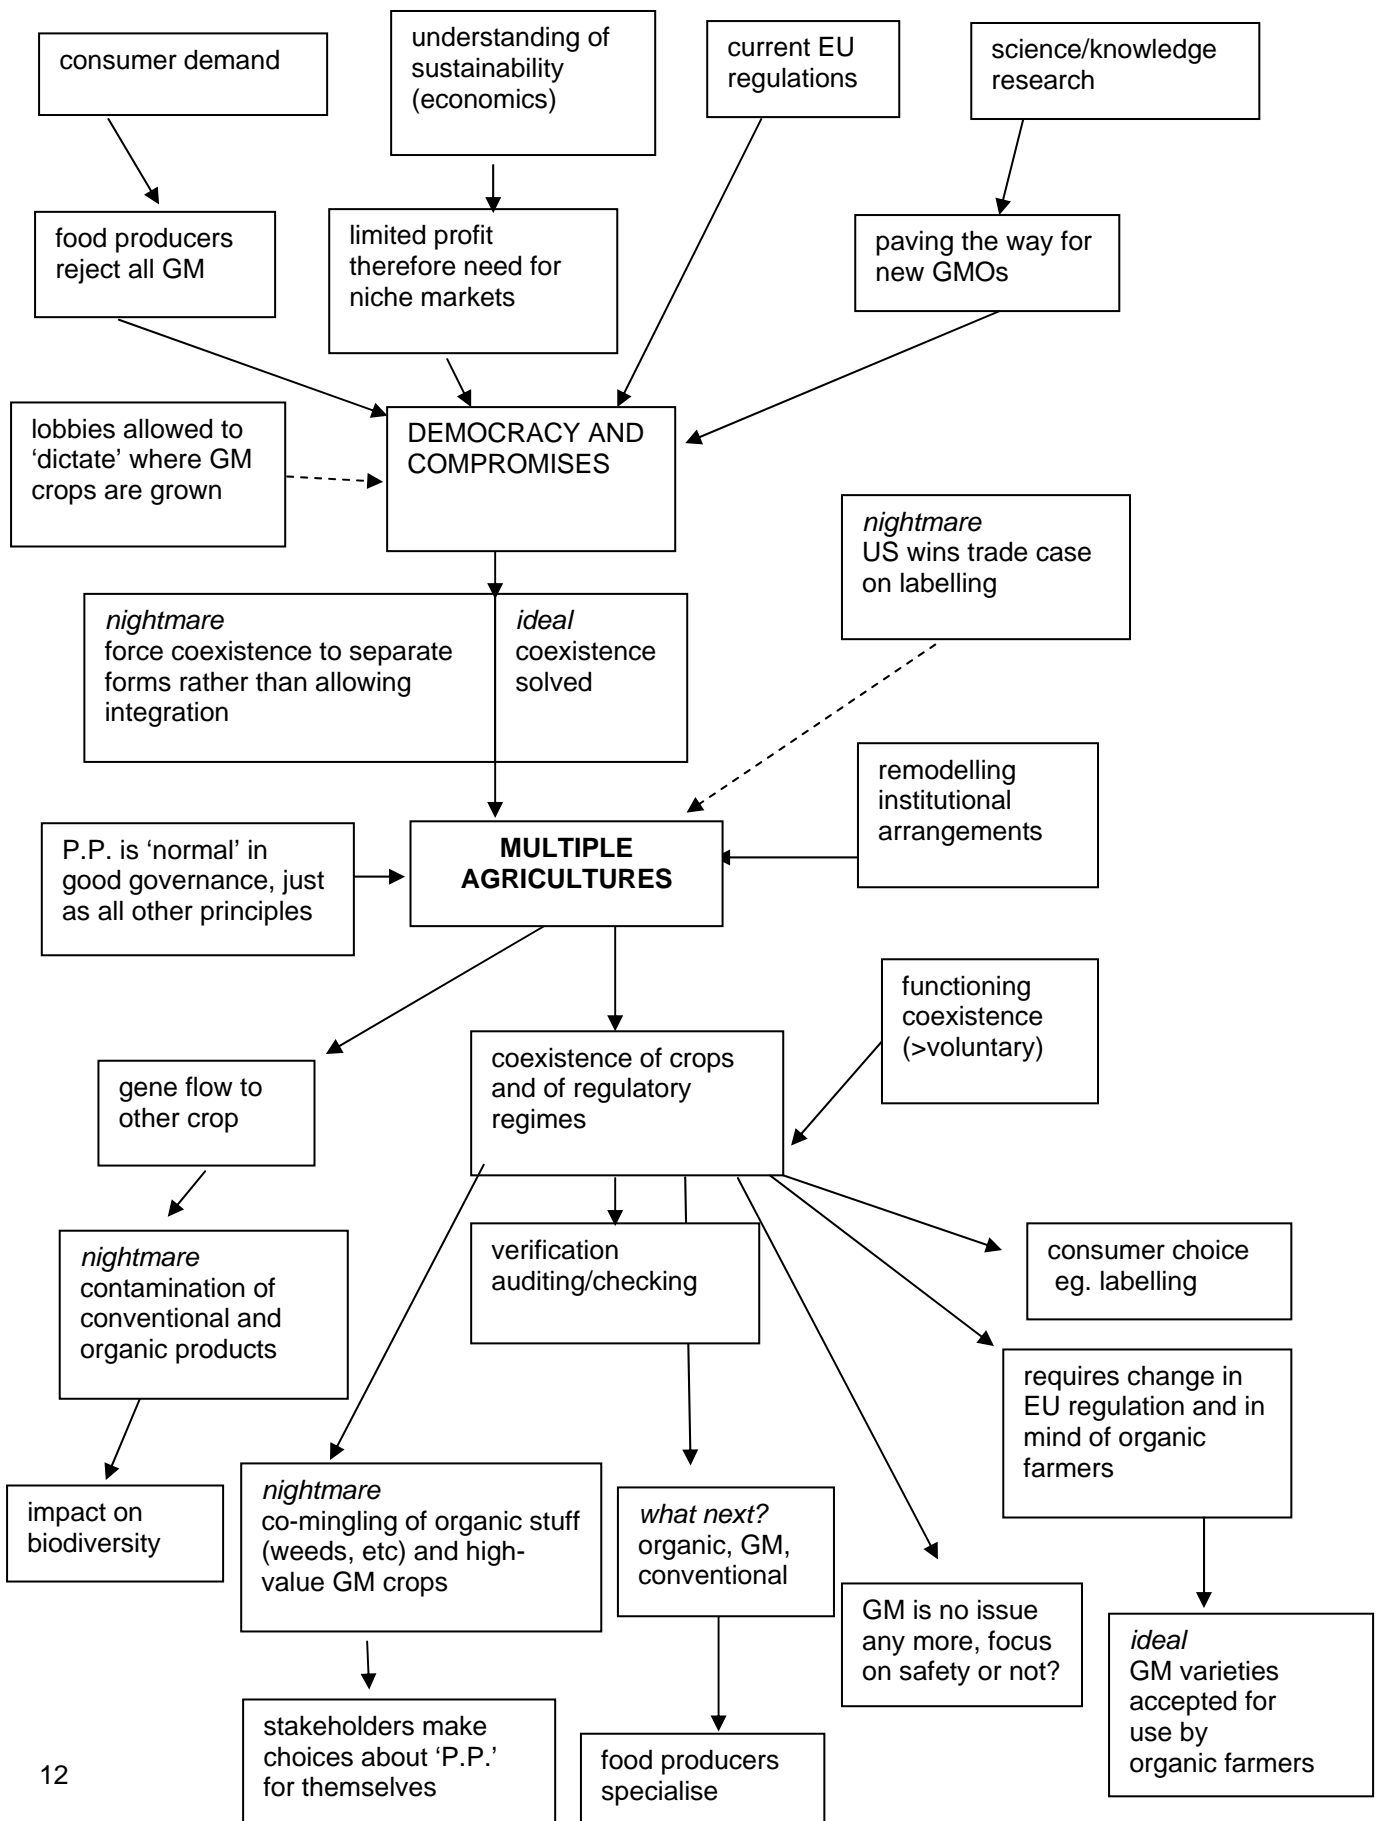 consumer demand
understanding of
sustainability
(economics)
current EU
regulations
science/knowledge
research
food producers
reject all GM
limited profit
therefore need for
niche markets
paving the way for
new GMOs
lobbies allowed to
‘dictate’ where GM
crops are grown
DEMOCRACY AND
COMPROMISES
nightmare
US wins trade case
on labelling
nightmare
force coexistence to separate
forms rather than allowing
integration
ideal
coexistence
solved
remodelling
institutional
arrangements
P.P. is ‘normal’ in
good governance, just
as all other principles
MULTIPLE
AGRICULTURES
functioning
coexistence
(>voluntary)
gene flow to
other crop
coexistence of crops
and of regulatory
regimes
nightmare
contamination of
conventional and
organic products
verification
auditing/checking
consumer choice
eg. labelling
requires change in
EU regulation and in
mind of organic
farmers
impact on
biodiversity
nightmare
co-mingling of organic stuff
(weeds, etc) and high-
value GM crops
what next?
organic, GM,
conventional
GM is no issue
any more, focus
on safety or not?
ideal
GM varieties
accepted for
use by
organic farmers
stakeholders make
choices about ‘P.P.’
for themselves
food producers
specialise
12